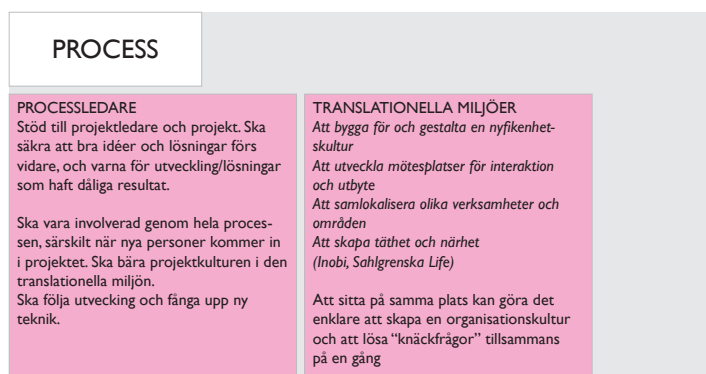 PROCESS
PROCESSLEDARE
Stöd till projektledare och projekt. Ska
säkra att bra idéer och lösningar förs
vidare, och varna för utveckling/lösningar
som haft dåliga resultat.
Ska vara involverad genom hela proces-
sen, särskilt när nya personer kommer in
i projektet. Ska bära projektkulturen i den
translationella miljön.
Ska följa utvecking och fånga upp ny
teknik.
TRANSLATIONELLA MILJÖER
Att bygga för och gestalta en nyfikenhet-
skultur
Att utveckla mötesplatser för interaktion
och utbyte
Att samlokalisera olika verksamheter och
områden
Att skapa täthet och närhet
(Inobi, Sahlgrenska Life)
Att sitta på samma plats kan göra det
enklare att skapa en organisationskultur
och att lösa “knäckfrågor” tillsammans
på en gång